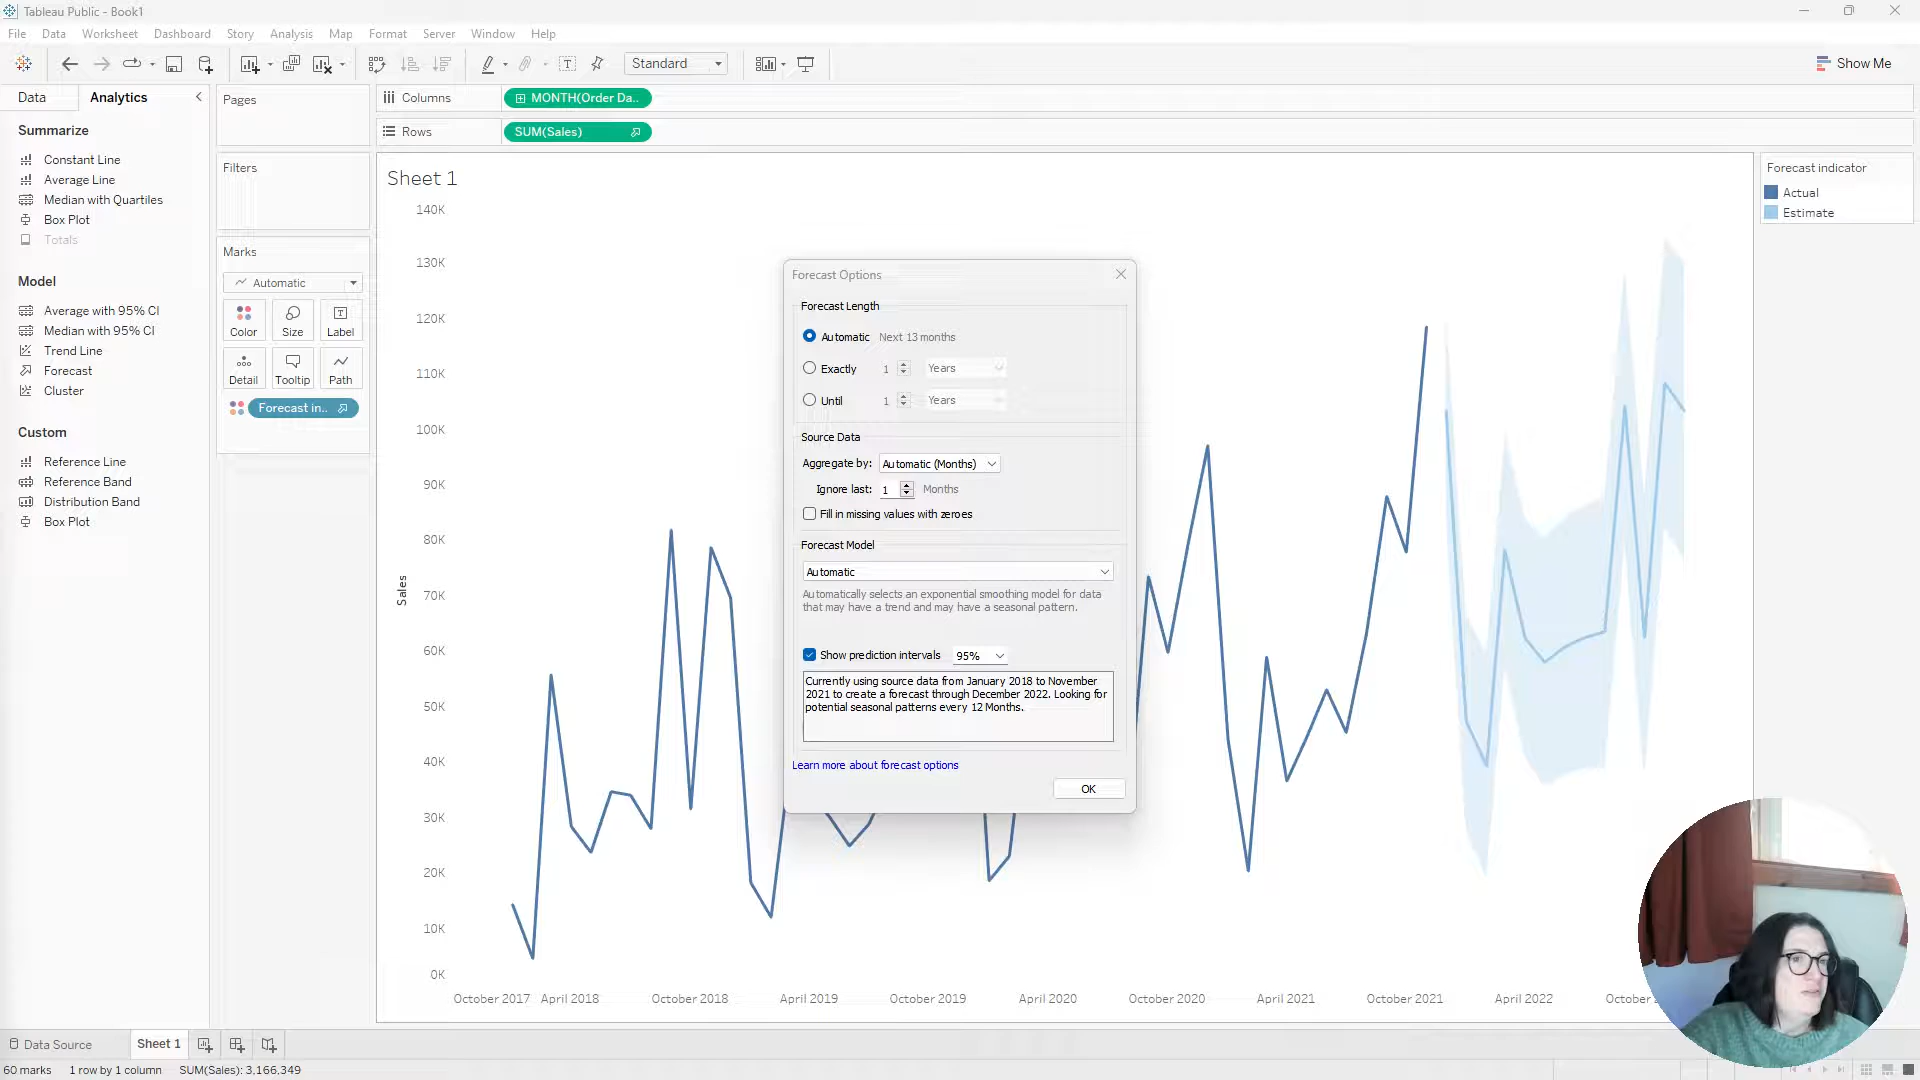 Tableau Public - Book1
File Data Worksheet Dashboard Story Analysis Map Format Server Window Help
Standard
Show Me
Data
Analytics
Summarize
Constant Line
Average Line
Median with Quartiles
Box Plot
Totals
Model
Average with 95% CI
Median with 95% CI
Trend Line
Forecast
Cluster
Custom
Reference Line
Reference Band
Distribution Band
Box Plot
Pages
Filters
Marks
Automatic
Color Size Label
Detail Tooltip Path
Forecast in..
Columns MONTH(Order Da..
Rows SUM(Sales)
Sheet 1
140K
130K
120K
110K
100K
90K
80K
70K
60K
50K
40K
30K
20K
10K
0K
Sales
October 2017 April 2018 October 2018 April 2019 October 2019 April 2020 October 2020 April 2021 October 2021 April 2022
Forecast Options
Forecast Length
Automatic Next 13 months
Exactly 1 Years
Until 1 Years
Source Data
Aggregate by: Automatic (Months)
Ignore last: 1 Months
Fill in missing values with zeroes
Forecast Model
Automatic
Automatically selects an exponential smoothing model for data
that may have a trend and may have a seasonal pattern.
Show prediction intervals 95%
Currently using source data from January 2018 to November
2021 to create a forecast through December 2022. Looking for
potential seasonal patterns every 12 Months.
Learn more about forecast options
OK
Forecast indicator
Actual
Estimate
Data Source
Sheet 1
60 marks 1 row by 1 column SUM(Sales): 3,166,349